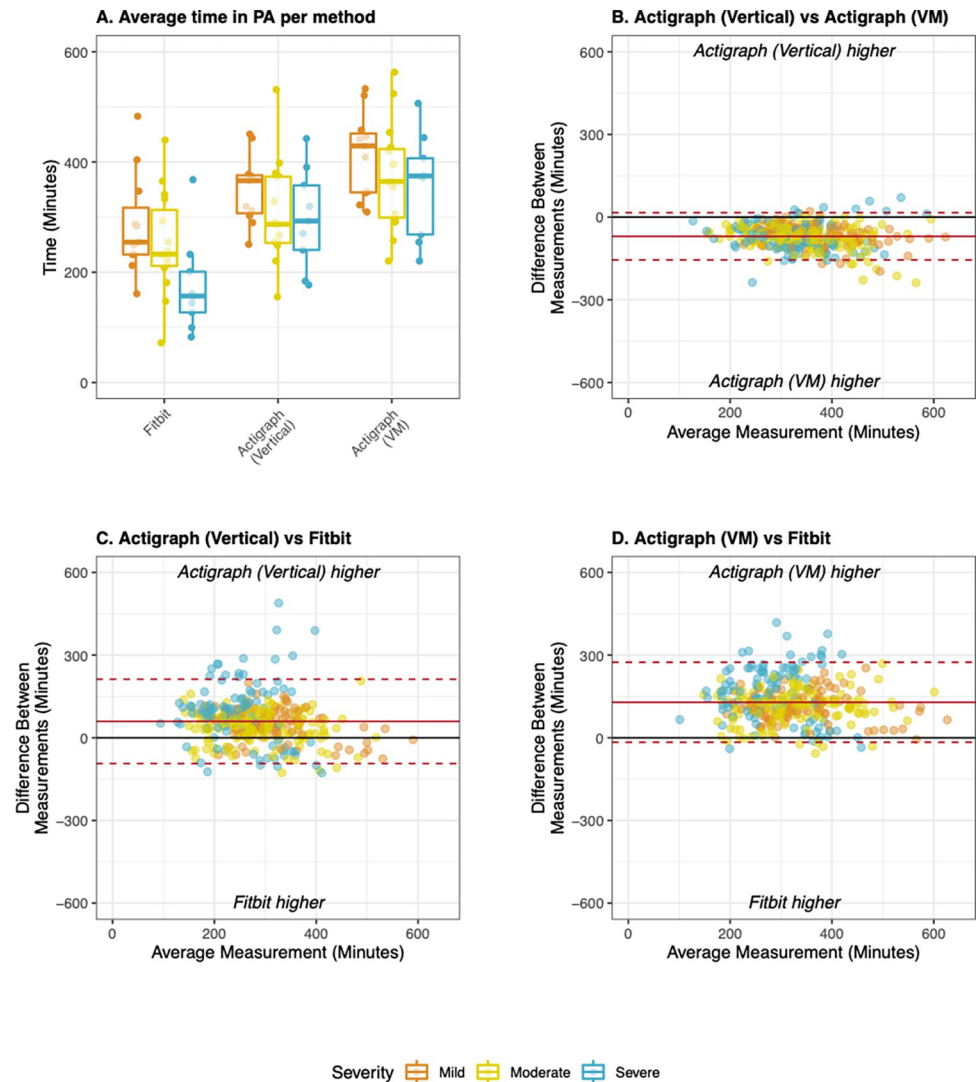 A. Average time in PA per method
600
400
200
0
Time (Minutes)
Fitbit
Actigraph
(Vertical)
Actigraph
(VM)
B. Actigraph (Vertical) vs Actigraph (VM)
Actigraph (Vertical) higher
600
300
0
−300
−600
Difference Between
Measurements (Minutes)
Actigraph (VM) higher
0 200 400 600
Average Measurement (Minutes)
C. Actigraph (Vertical) vs Fitbit
Actigraph (Vertical) higher
600
300
0
−300
−600
Difference Between
Measurements (Minutes)
Fitbit higher
0 200 400 600
Average Measurement (Minutes)
D. Actigraph (VM) vs Fitbit
Actigraph (VM) higher
600
300
0
−300
−600
Difference Between
Measurements (Minutes)
Fitbit higher
0 200 400 600
Average Measurement (Minutes)
Severity Mild Moderate Severe